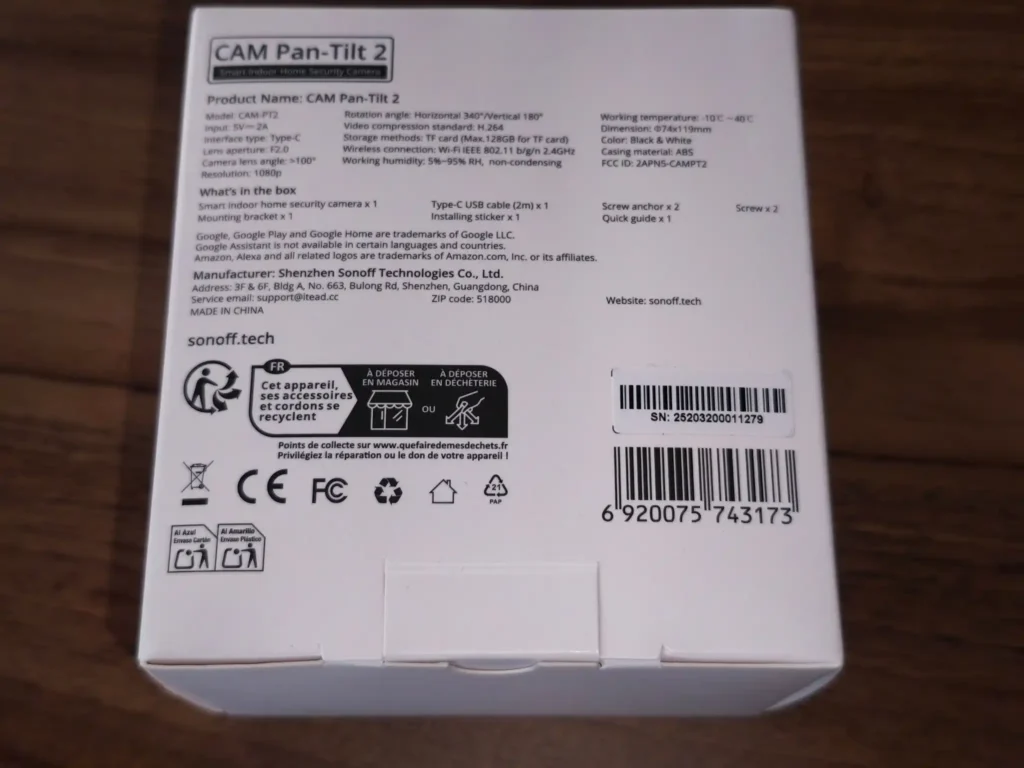 CAM Pan-Tilt 2
Smart Indoor Home Security Camera
Product Name: CAM Pan-Tilt 2
Model: CAM-PT2
Input: 5V⎓2A
Interface type: Type-C
Lens aperture: F2.0
Camera lens angle: >100°
Resolution: 1080p
Rotation angle: Horizontal 340°/Vertical 180°
Video compression standard: H.264
Storage methods: TF card (Max.128GB for TF card)
Wireless connection: Wi-Fi IEEE 802.11 b/g/n 2.4GHz
Working humidity: 5%~95% RH, non-condensing
Working temperature: -10°C ~ 40°C
Dimension: Φ74x119mm
Color: Black & White
Casing material: ABS
FCC ID: 2APN5-CAMPT2
What's in the box
Smart indoor home security camera x 1
Mounting bracket x 1
Type-C USB cable (2m) x 1
Installing sticker x 1
Screw anchor x 2
Quick guide x 1
Screw x 2
Google, Google Play and Google Home are trademarks of Google LLC.
Google Assistant is not available in certain languages and countries.
Amazon, Alexa and all related logos are trademarks of Amazon.com, Inc. or its affiliates.
Manufacturer: Shenzhen Sonoff Technologies Co., Ltd.
Address: 3F & 6F, Bldg A, No. 663, Bulong Rd, Shenzhen, Guangdong, China
Service email: support@itead.cc
ZIP code: 518000
Website: sonoff.tech
MADE IN CHINA
sonoff.tech
FR
Cet appareil,
ses accessoires
et cordons se
recyclent
À DÉPOSER
EN MAGASIN
OU
À DÉPOSER
EN DÉCHÈTERIE
Points de collecte sur www.quefairedemesdechets.fr
Privilégiez la réparation ou le don de votre appareil !
SN: 25203200011279
CE
FC
21
PAP
6 920075 743173
Al Azul
Envase Cartón
Al Amarillo
Envase Plástico